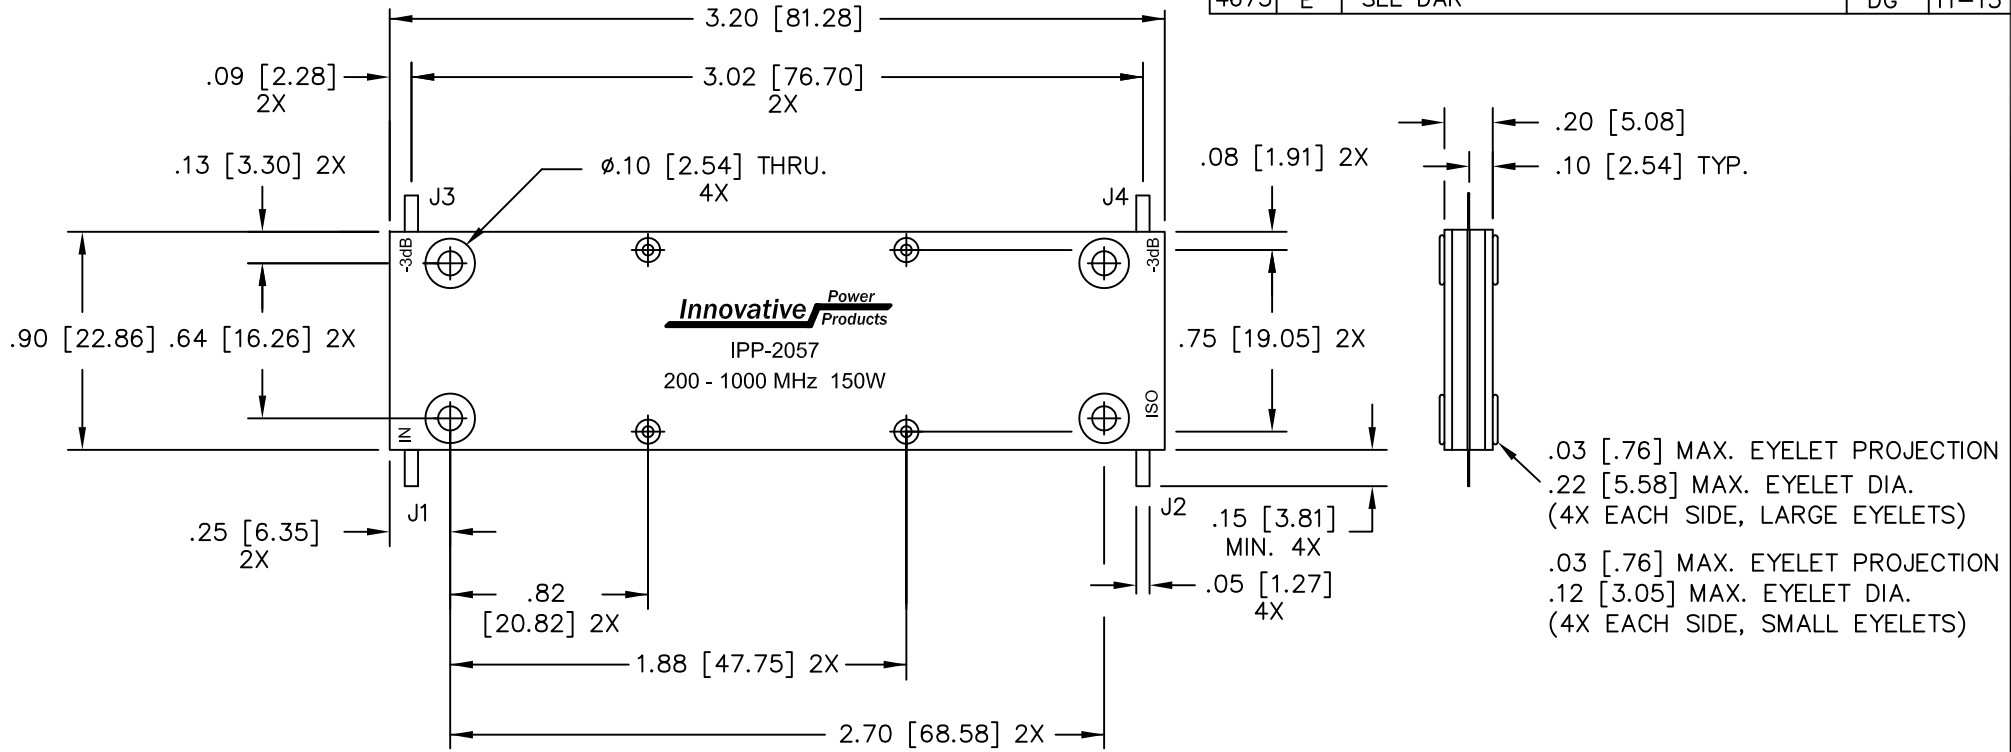 3.20 [81.28]
E
SEE DAR
DG
11-15
.09 [2.28]
2X
3.02 [76.70]
2X
.20 [5.08]
.13 [3.30] 2X
ø.10 [2.54] THRU.
4X
.08 [1.91] 2X
.10 [2.54] TYP.
J3
J4
-3dB
-3dB
Innovative Power Products
IPP-2057
200 - 1000 MHz 150W
.90 [22.86]
.64 [16.26] 2X
.75 [19.05] 2X
IN
ISO
J1
J2
.25 [6.35]
2X
.15 [3.81]
MIN. 4X
.05 [1.27]
4X
.82
[20.82] 2X
1.88 [47.75] 2X
2.70 [68.58] 2X
.03 [.76] MAX. EYELET PROJECTION
.22 [5.58] MAX. EYELET DIA.
(4X EACH SIDE, LARGE EYELETS)
.03 [.76] MAX. EYELET PROJECTION
.12 [3.05] MAX. EYELET DIA.
(4X EACH SIDE, SMALL EYELETS)